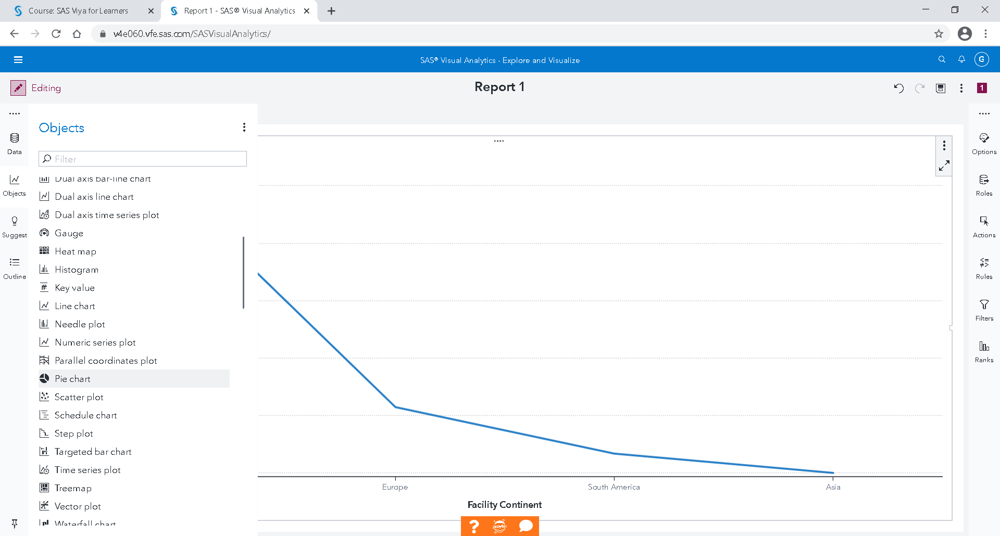 Course: SAS Viya for Learners
Report 1 - SAS® Visual Analytics
v4e060.vfe.sas.com/SASVisualAnalytics/
SAS® Visual Analytics - Explore and Visualize
G
Editing
Report 1
1
Data
Objects
Suggest
Outline
Objects
Filter
Dual axis bar-line chart
Dual axis line chart
Dual axis time series plot
Gauge
Heat map
Histogram
Key value
Line chart
Needle plot
Numeric series plot
Parallel coordinates plot
Pie chart
Scatter plot
Schedule chart
Step plot
Targeted bar chart
Time series plot
Treemap
Vector plot
Waterfall chart
Europe
South America
Asia
Facility Continent
?
jupyter
Options
Roles
Actions
Rules
Filters
Ranks